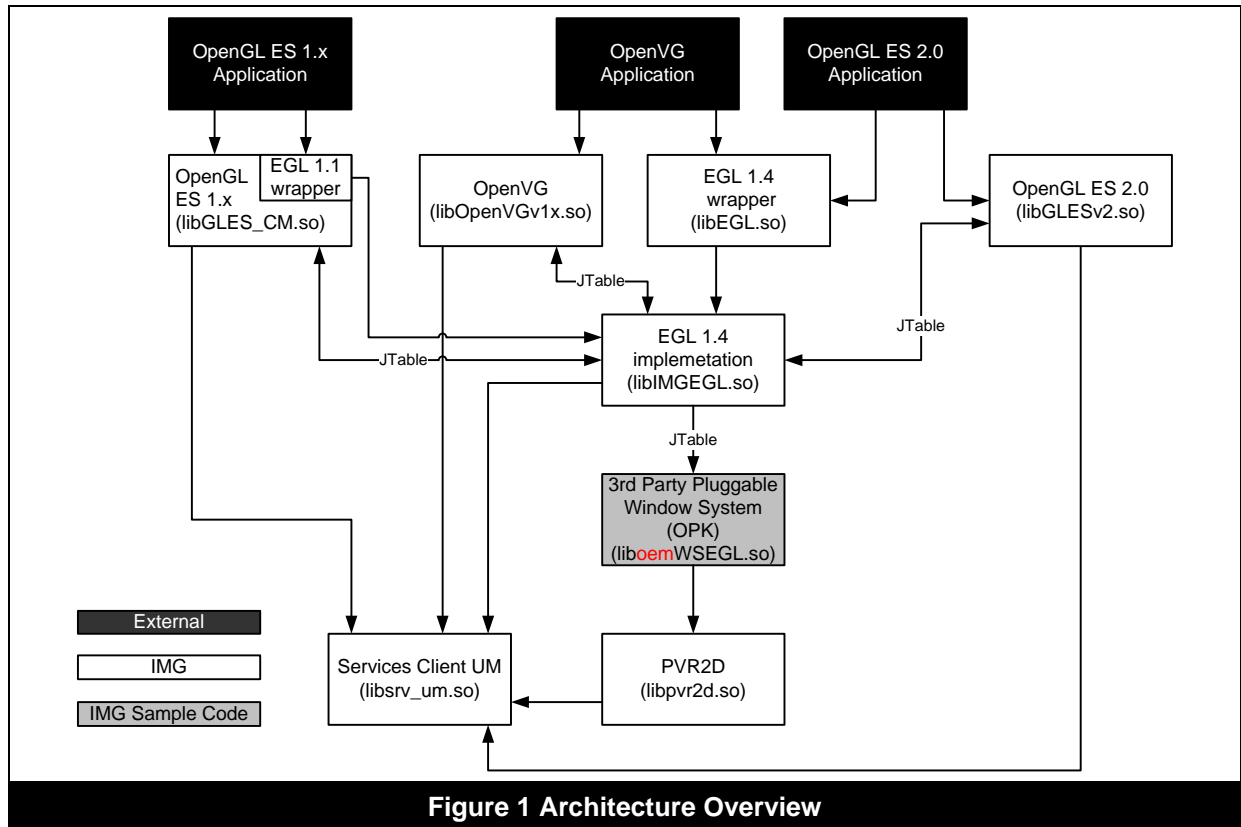 OpenGL ES 1.x
Application
OpenVG
Application
OpenGL ES 2.0
Application
OpenGL
ES 1.x
(libGLES_CM.so)
EGL 1.1
wrapper
OpenVG
(libOpenVGv1x.so)
EGL 1.4
wrapper
(libEGL.so)
OpenGL ES 2.0
(libGLESv2.so)
JTable
JTable
JTable
EGL 1.4
implemetation
(libIMGEGL.so)
JTable
3rd Party Pluggable
Window System
(OPK)
(liboemWSEGL.so)
External
IMG
IMG Sample Code
Services Client UM
(libsrv_um.so)
PVR2D
(libpvr2d.so)
Figure 1 Architecture Overview